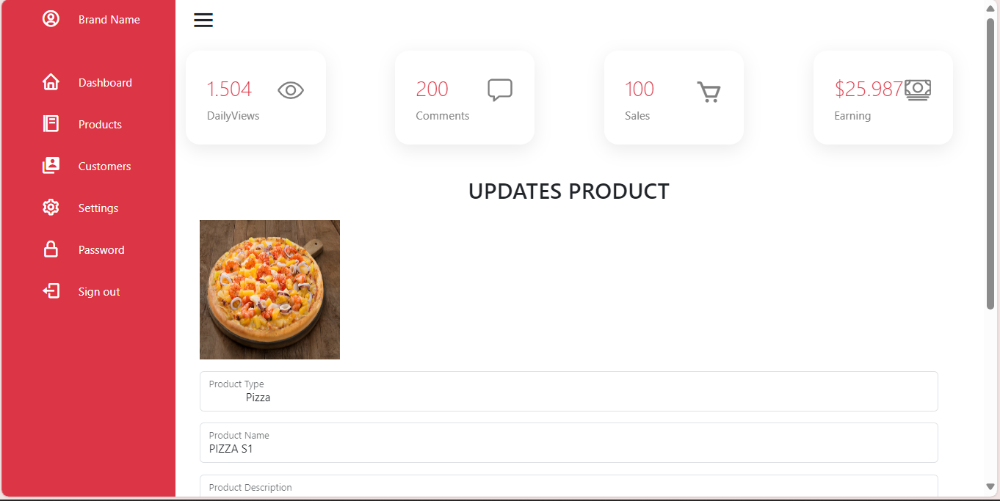 Brand Name
Dashboard
Products
Customers
Settings
Password
Sign out
1.504
DailyViews
200
Comments
100
Sales
$25.987
Earning
UPDATES PRODUCT
Product Type
Pizza
Product Name
PIZZA S1
Product Description